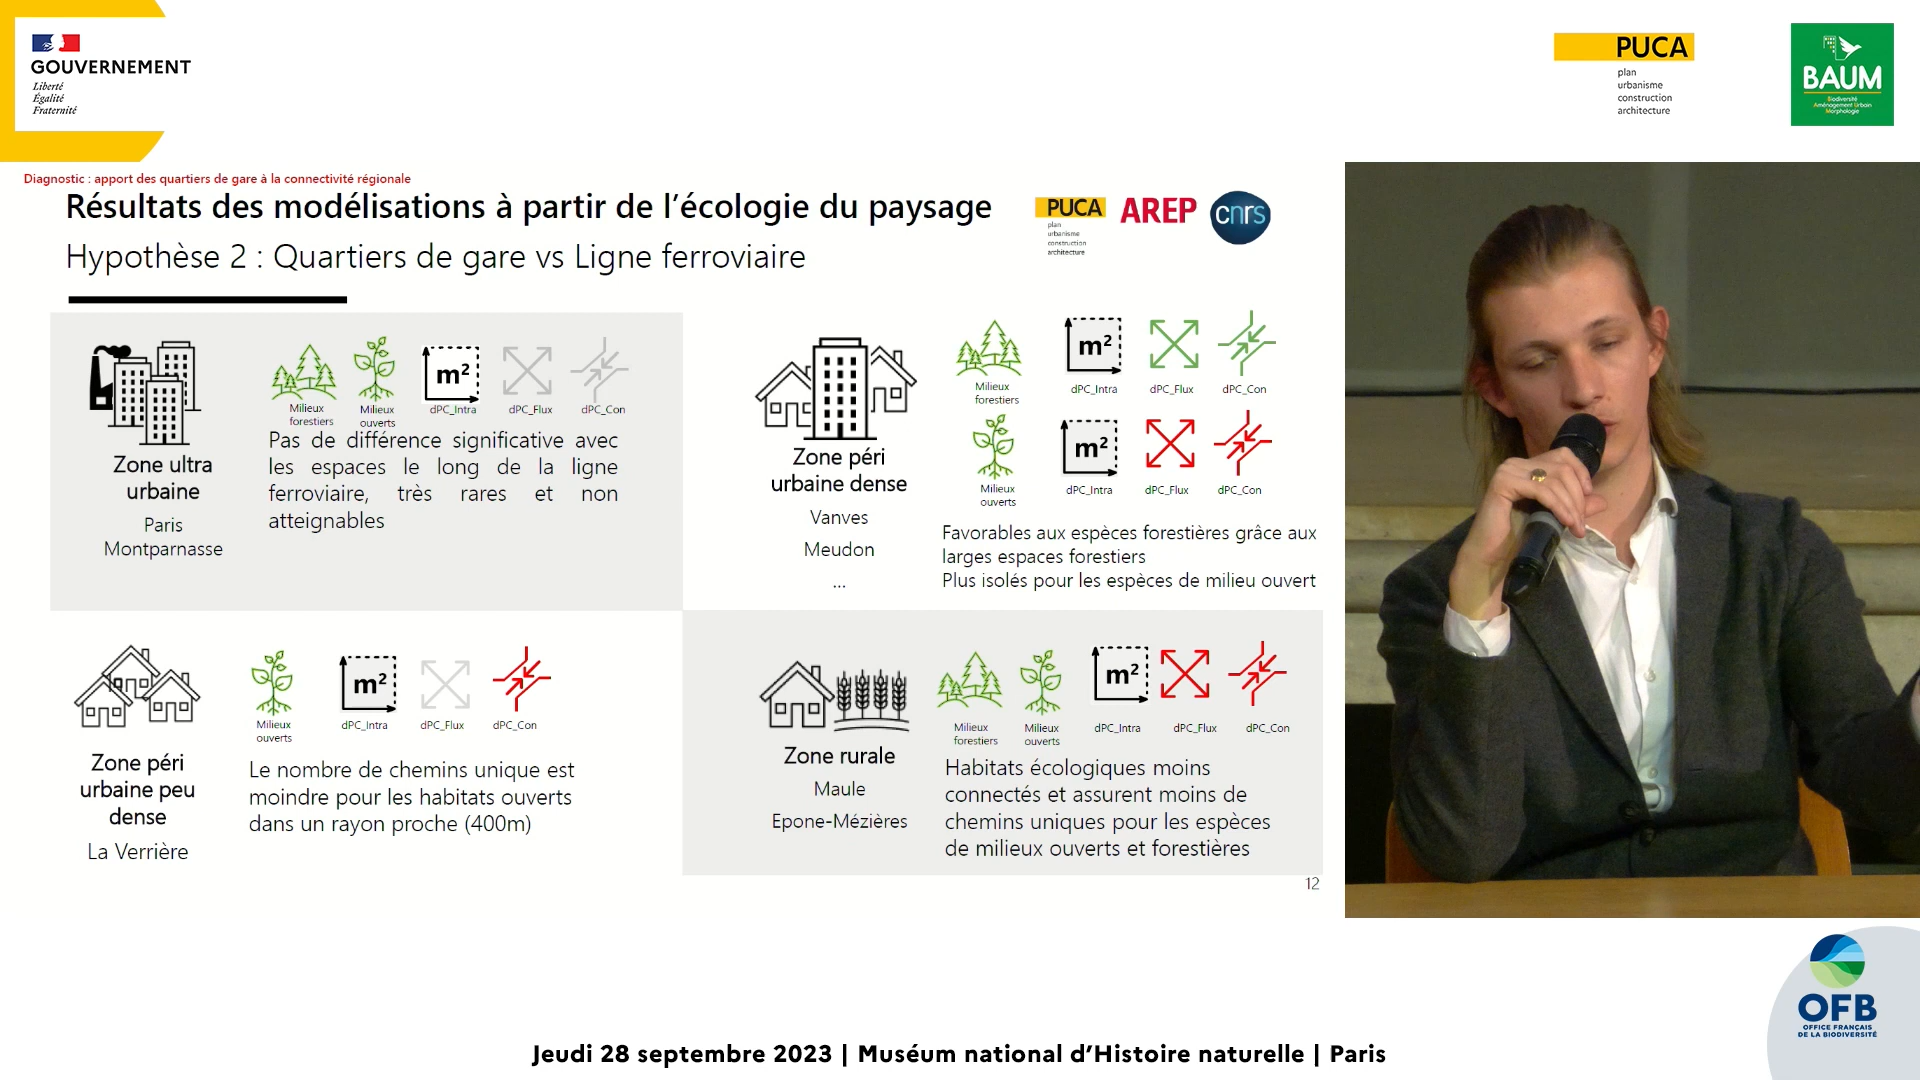 GOUVERNEMENT
Liberté
Égalité
Fraternité
PUCA
plan
urbanisme
construction
architecture
BAUM
Biodiversité
Aménagement Urbain
Morphologie
Diagnostic : apport des quartiers de gare à la connectivité régionale
Résultats des modélisations à partir de l'écologie du paysage
Hypothèse 2 : Quartiers de gare vs Ligne ferroviaire
PUCA
plan
urbanisme
construction
architecture
AREP
cnrs
Zone ultra
urbaine
Paris
Montparnasse
Milieux
forestiers
Milieux
ouverts
m²
dPC_Intra
dPC_Flux
dPC_Con
Pas de différence significative avec
les espaces le long de la ligne
ferroviaire, très rares et non
atteignables
Zone péri
urbaine dense
Vanves
Meudon
...
Milieux
forestiers
m²
dPC_Intra
dPC_Flux
dPC_Con
Milieux
ouverts
m²
dPC_Intra
dPC_Flux
dPC_Con
Favorables aux espèces forestières grâce aux
larges espaces forestiers
Plus isolés pour les espèces de milieu ouvert
Zone péri
urbaine peu
dense
La Verrière
Milieux
ouverts
m²
dPC_Intra
dPC_Flux
dPC_Con
Le nombre de chemins unique est
moindre pour les habitats ouverts
dans un rayon proche (400m)
Zone rurale
Maule
Epone-Mézières
Milieux
forestiers
Milieux
ouverts
m²
dPC_Intra
dPC_Flux
dPC_Con
Habitats écologiques moins
connectés et assurent moins de
chemins uniques pour les espèces
de milieux ouverts et forestières
12
OFB
OFFICE FRANÇAIS
DE LA BIODIVERSITÉ
Jeudi 28 septembre 2023 | Muséum national d'Histoire naturelle | Paris